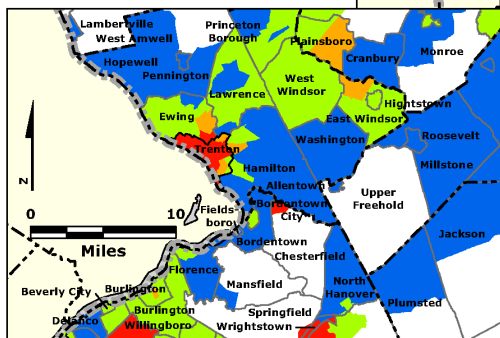 Lambertville
West Amwell
Princeton
Borough
Plainsboro
Cranbury
Monroe
Hopewell
Pennington
Lawrence
West
Windsor
Hightstown
Ewing
East Windsor
Trenton
Washington
Roosevelt
Millstone
Hamilton
Allentown
Upper
Freehold
N
Fields-
boro
Bordentown
City
Jackson
0
10
Miles
Bordentown
Chesterfield
Florence
Mansfield
North
Hanover
Plumsted
Beverly City
Burlington
Burlington
Springfield
Delanco
Willingboro
Wrightstown